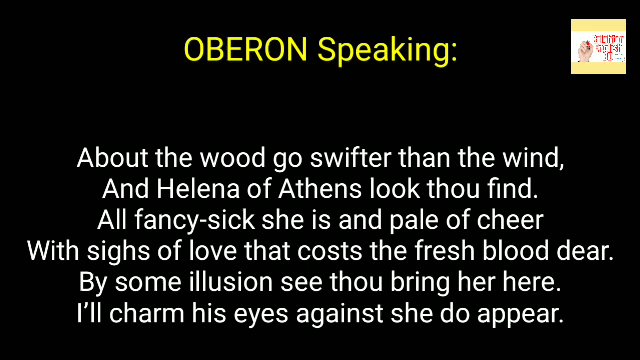 OBERON Speaking:
About the wood go swifter than the wind,
And Helena of Athens look thou find.
All fancy-sick she is and pale of cheer
With sighs of love that costs the fresh blood dear.
By some illusion see thou bring her here.
I’ll charm his eyes against she do appear.